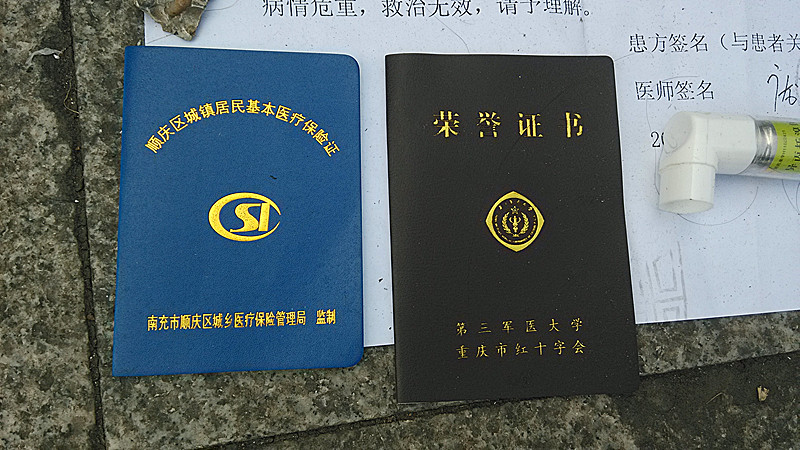 病情危重，救治无效，请予理解。
患方签名（与患者关
医师签名
20
顺庆区城镇居民基本医疗保险证
SI
南充市顺庆区城乡医疗保险管理局 监制
荣誉证书
第三军医大学
重庆市红十字会